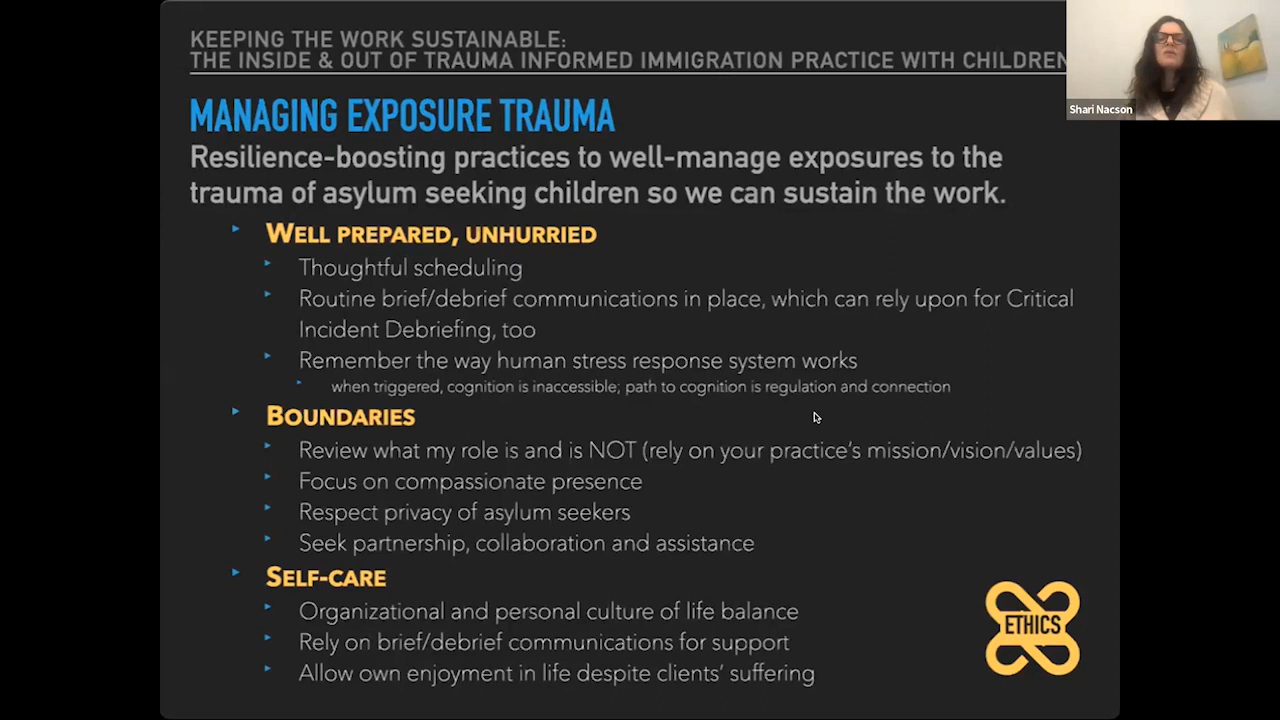 KEEPING THE WORK SUSTAINABLE:
THE INSIDE & OUT OF TRAUMA INFORMED IMMIGRATION PRACTICE WITH CHILDREN
Shari Nacson
MANAGING EXPOSURE TRAUMA
Resilience-boosting practices to well-manage exposures to the
trauma of asylum seeking children so we can sustain the work.
WELL PREPARED, UNHURRIED
Thoughtful scheduling
Routine brief/debrief communications in place, which can rely upon for Critical
Incident Debriefing, too
Remember the way human stress response system works
when triggered, cognition is inaccessible; path to cognition is regulation and connection
BOUNDARIES
Review what my role is and is NOT (rely on your practice's mission/vision/values)
Focus on compassionate presence
Respect privacy of asylum seekers
Seek partnership, collaboration and assistance
SELF-CARE
Organizational and personal culture of life balance
Rely on brief/debrief communications for support
Allow own enjoyment in life despite clients' suffering
ETHICS